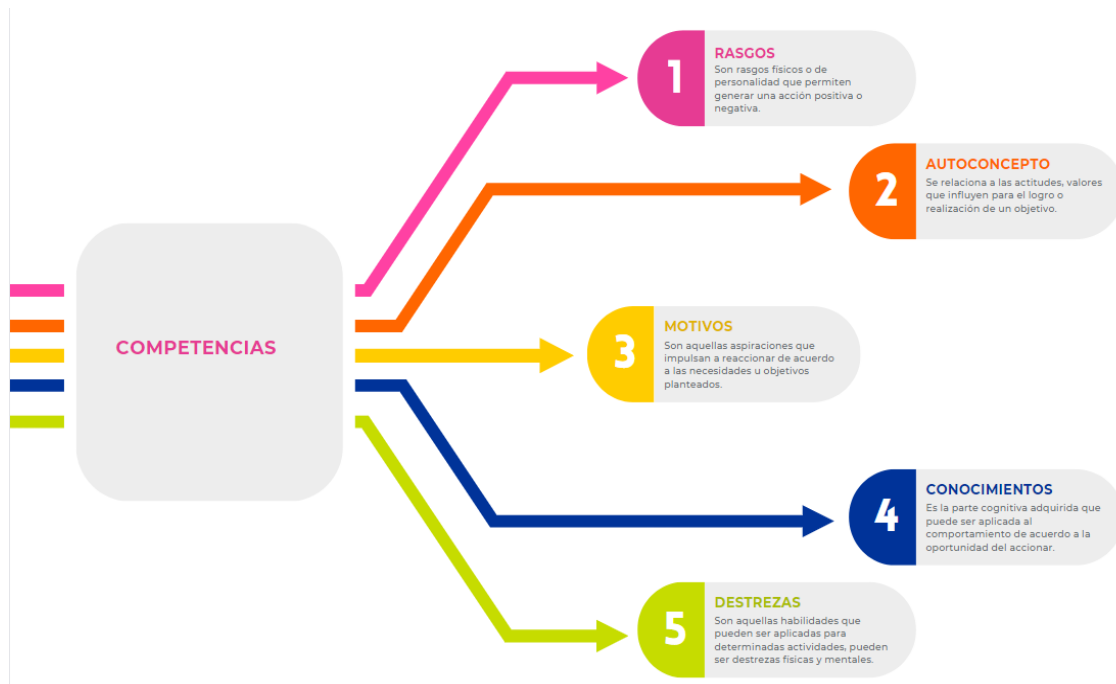 COMPETENCIAS
1
RASGOS
Son rasgos físicos o de
personalidad que permiten
generar una acción positiva o
negativa.
2
AUTOCONCEPTO
Se relaciona a las actitudes, valores
que influyen para el logro o
realización de un objetivo.
3
MOTIVOS
Son aquellas aspiraciones que
impulsan a reaccionar de acuerdo
a las necesidades u objetivos
planteados.
4
CONOCIMIENTOS
Es la parte cognitiva adquirida que
puede ser aplicada al
comportamiento de acuerdo a la
oportunidad del accionar.
5
DESTREZAS
Son aquellas habilidades que
pueden ser aplicadas para
determinadas actividades, pueden
ser destrezas físicas y mentales.